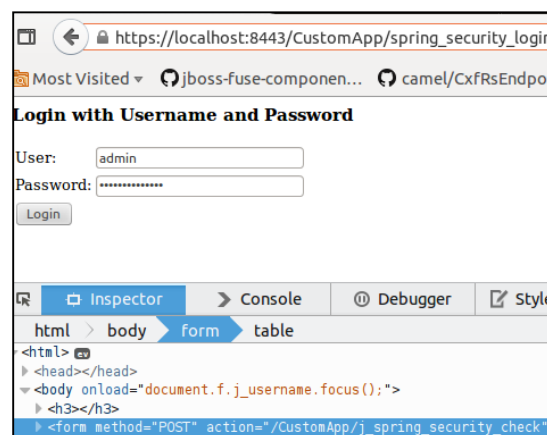 https://localhost:8443/CustomApp/spring_security_login
Most Visited jboss-fuse-componen... camel/CxfRsEndpo
Login with Username and Password
User: admin
Password: ••••••••••••••
Login
Inspector Console Debugger Style
html body form table
<html> ev
<head></head>
<body onload="document.f.j_username.focus();">
<h3></h3>
<form method="POST" action="/CustomApp/j_spring_security_check"